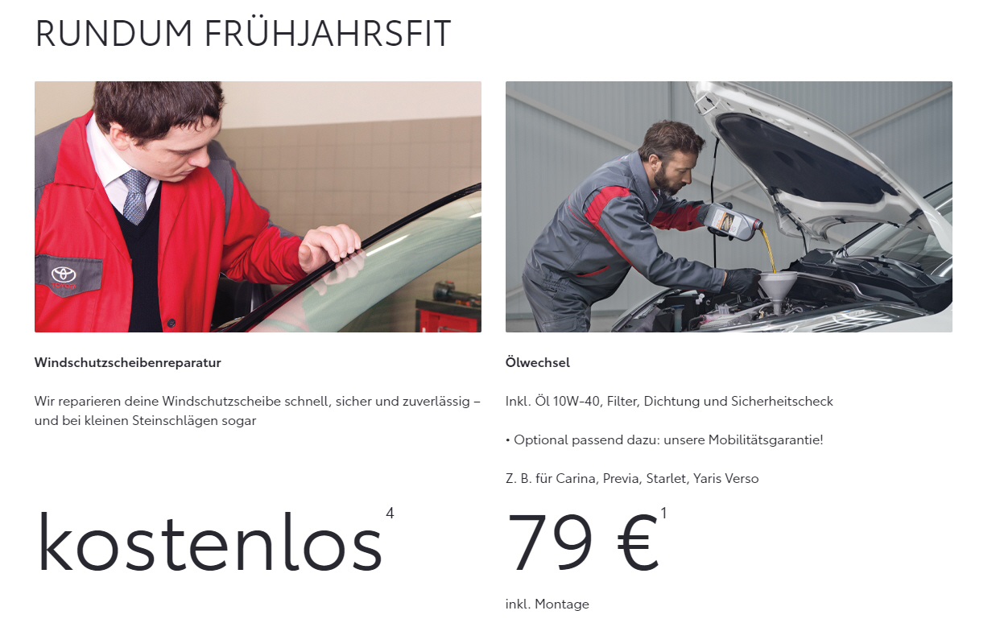 RUNDUM FRÜHJAHRSFIT
TOYOTA
Windschutzscheibenreparatur
Wir reparieren deine Windschutzscheibe schnell, sicher und zuverlässig –
und bei kleinen Steinschlägen sogar
kostenlos4
Ölwechsel
Inkl. Öl 10W-40, Filter, Dichtung und Sicherheitscheck
• Optional passend dazu: unsere Mobilitätsgarantie!
Z. B. für Carina, Previa, Starlet, Yaris Verso
79 €1
inkl. Montage